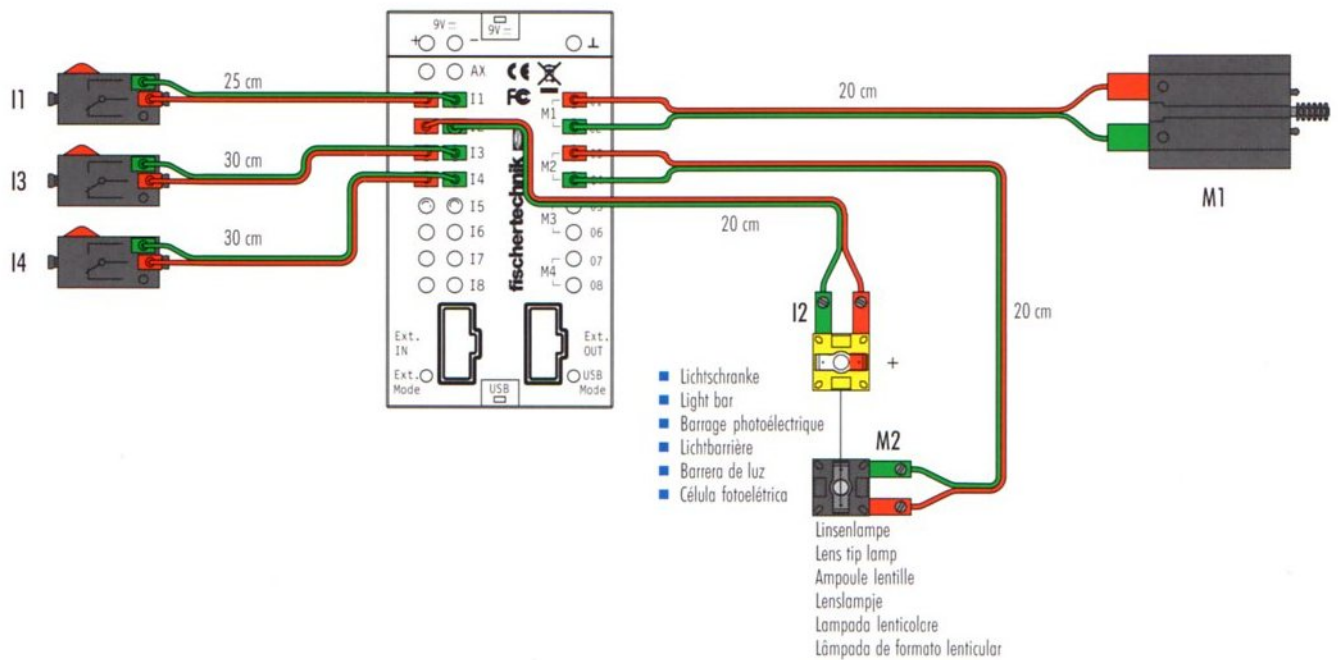 9V
+ − 9V ⊥
AX CE
I1 25 cm I1 FC M1 20 cm
I3 30 cm I3 M2
I4 30 cm I4
I5 M3
I6 06
I7 M4 07
I8 08
fischertechnik
M1
20 cm
20 cm
Ext.
IN
Ext.
OUT
Ext.
Mode
USB
USB
Mode
I2
+
Lichtschranke
Light bar
Barrage photoélectrique
Lichtbarrière
Barrera de luz
Célula fotoelétrica
M2
Linsenlampe
Lens tip lamp
Ampoule lentille
Lenslampje
Lampada lenticolare
Lâmpada de formato lenticular